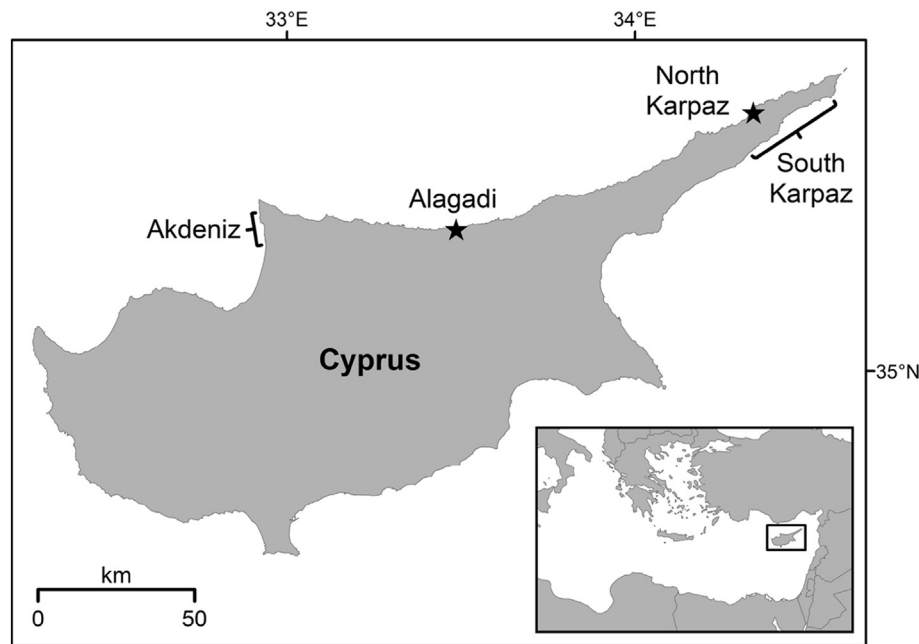 33°E
34°E
North
Karpaz
South
Karpaz
Alagadi
Akdeniz
Cyprus
35°N
km
0
50